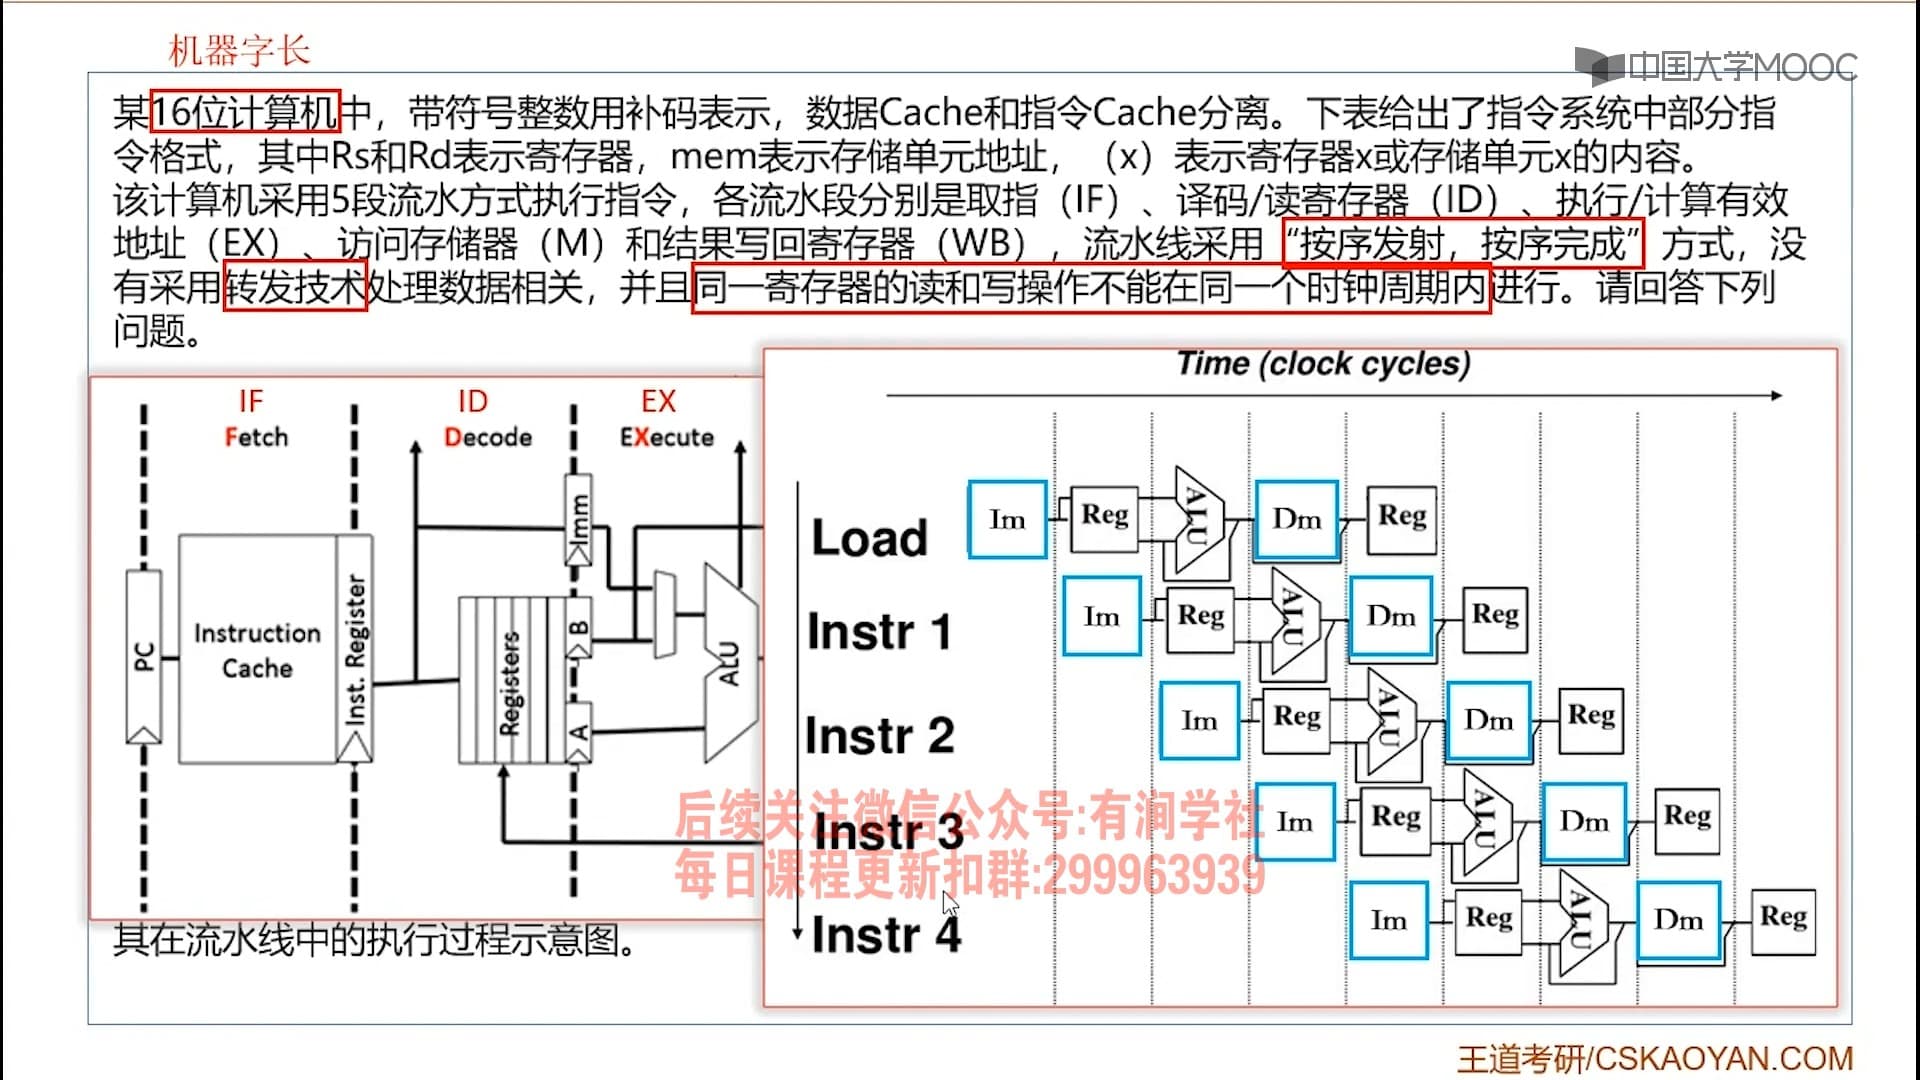 机器字长
中国大学MOOC
某16位计算机中，带符号整数用补码表示，数据Cache和指令Cache分离。下表给出了指令系统中部分指
令格式，其中Rs和Rd表示寄存器，mem表示存储单元地址，（x）表示寄存器x或存储单元x的内容。
该计算机采用5段流水方式执行指令，各流水段分别是取指（IF）、译码/读寄存器（ID）、执行/计算有效
地址（EX）、访问存储器（M）和结果写回寄存器（WB），流水线采用“按序发射，按序完成”方式，没
有采用转发技术处理数据相关，并且同一寄存器的读和写操作不能在同一个时钟周期内进行。请回答下列
问题。
IF
ID
EX
Fetch
Decode
EXecute
PC
Instruction
Cache
Inst. Register
Registers
Imm
B
A
ALU
Time (clock cycles)
Load
Im
Reg
ALU
Dm
Reg
Instr 1
Im
Reg
ALU
Dm
Reg
Instr 2
Im
Reg
ALU
Dm
Reg
Instr 3
Im
Reg
ALU
Dm
Reg
Instr 4
Im
Reg
ALU
Dm
Reg
后续关注微信公众号:有润学社
每日课程更新扣群:299963939
其在流水线中的执行过程示意图。
王道考研/CSKAOYAN.COM